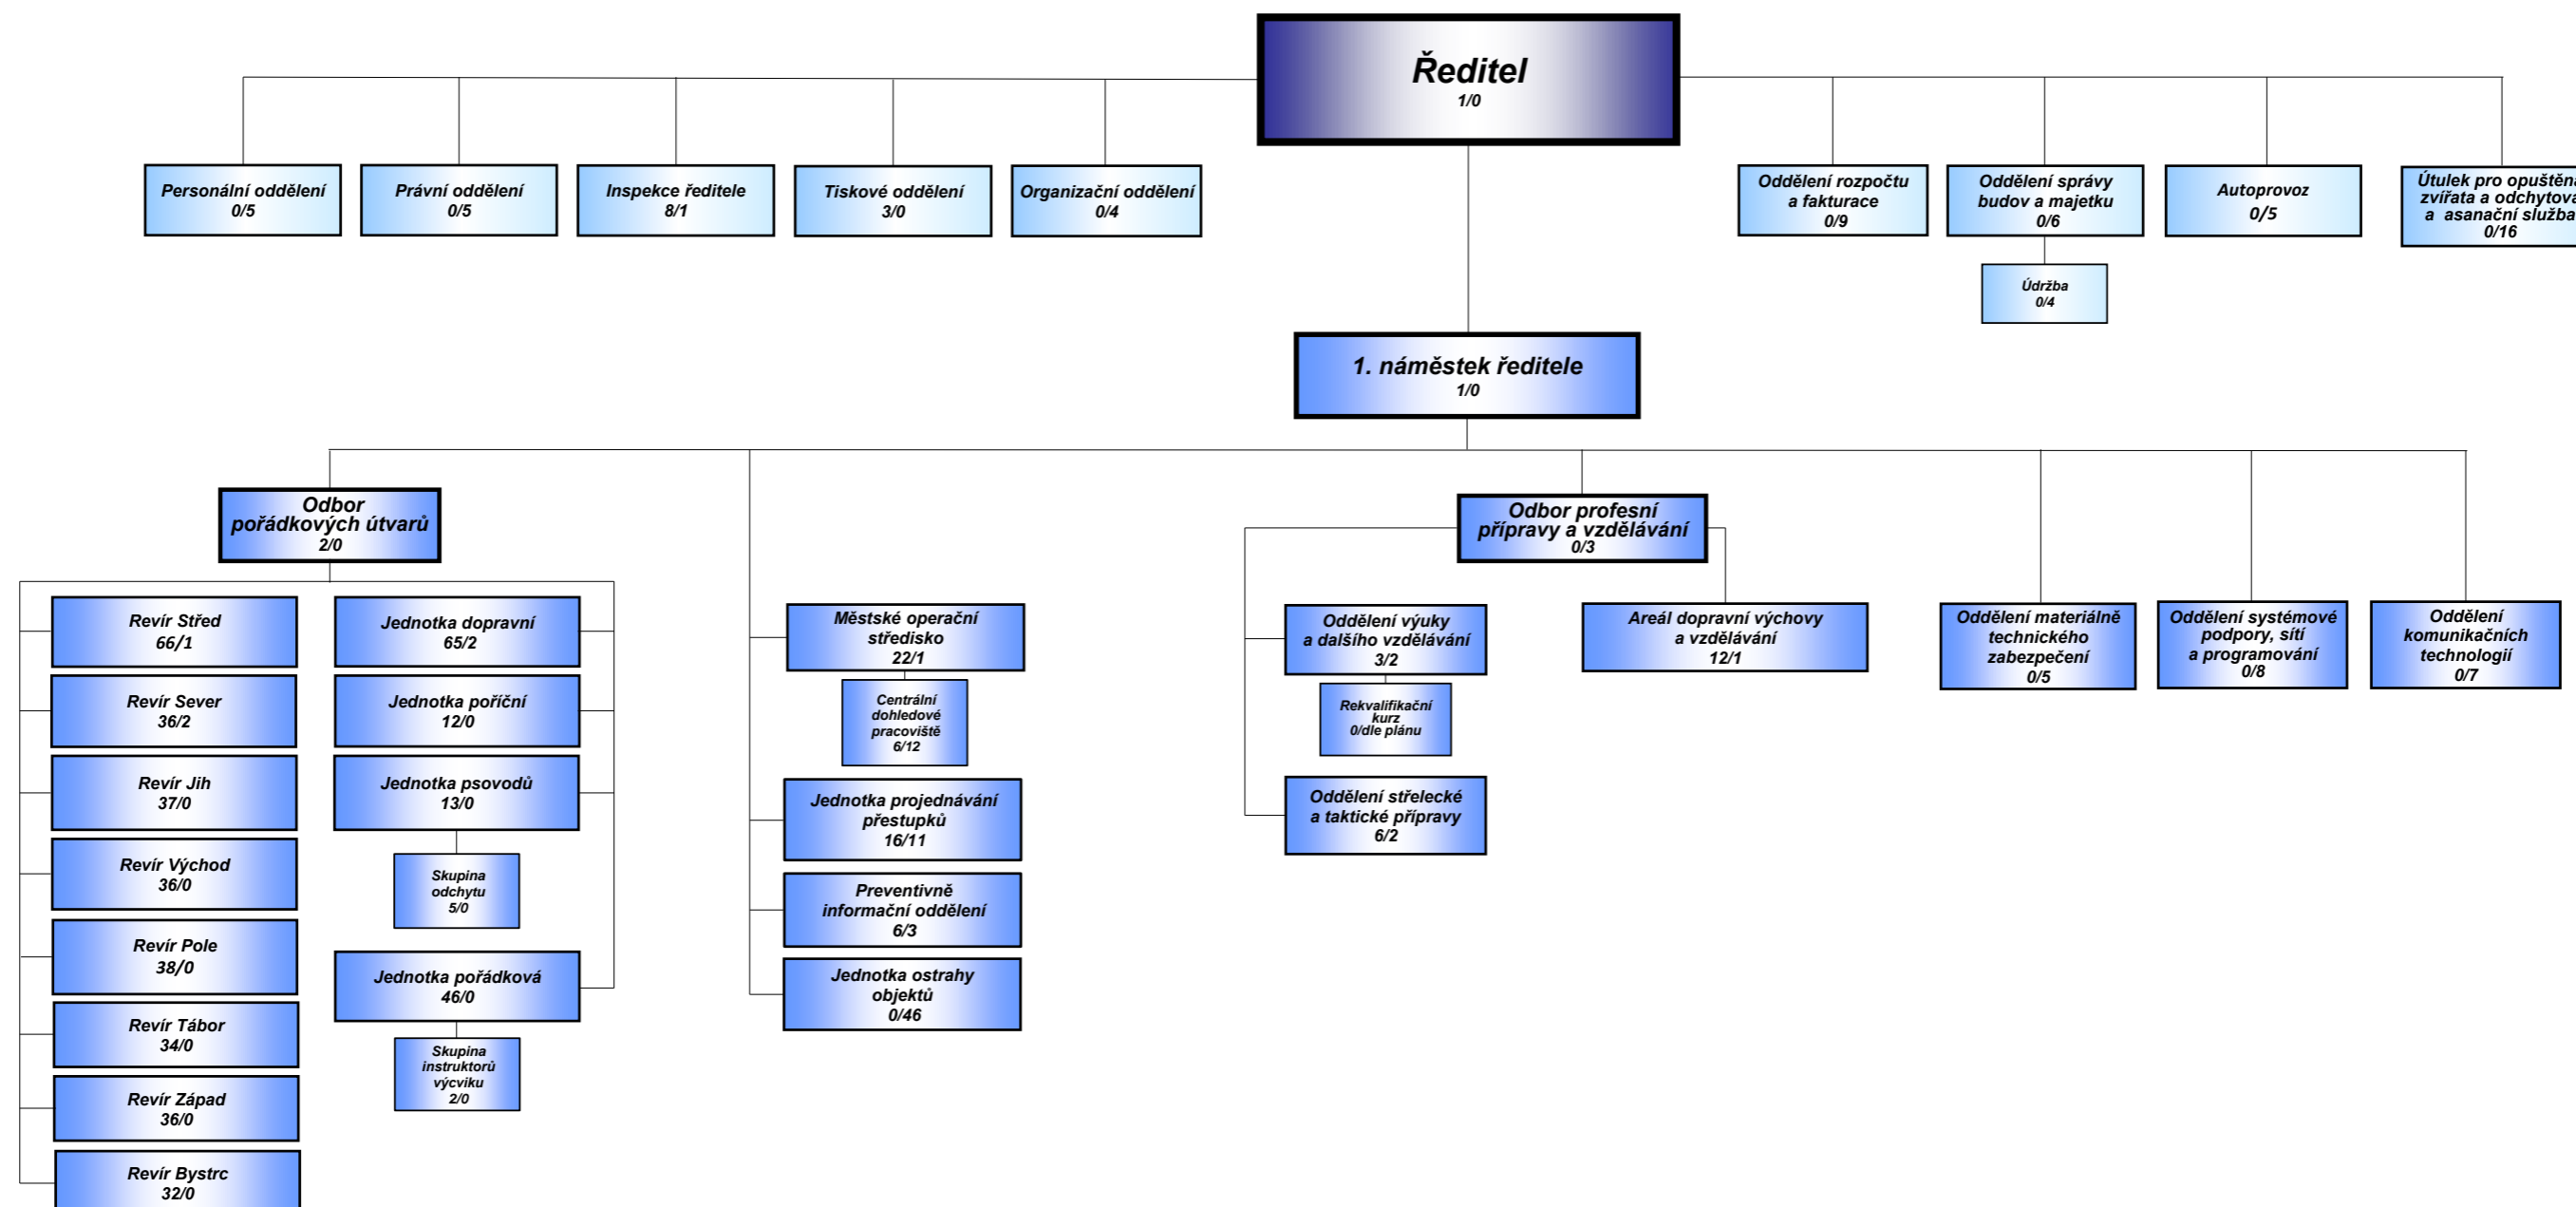 Ředitel
1/0
Personální oddělení
0/5
Právní oddělení
0/5
Inspekce ředitele
8/1
Tiskové oddělení
3/0
Organizační oddělení
0/4
Oddělení rozpočtu
a fakturace
0/9
Oddělení správy
budov a majetku
0/6
Údržba
0/4
Autoprovoz
0/5
Útulek pro
zvířata a
a asanační služba
0/16
1. náměstek ředitele
1/0
Odbor
pořádkových útvarů
2/0
Revír Střed
66/1
Revír Sever
36/2
Revír Jih
37/0
Revír Východ
36/0
Revír Pole
38/0
Revír Tábor
34/0
Revír Západ
36/0
Revír Bystrc
32/0
Jednotka dopravní
65/2
Jednotka poříční
12/0
Jednotka psovodů
13/0
Skupina
odchytu
5/0
Jednotka pořádková
46/0
Skupina
instruktorů
výcviku
2/0
Městské operační
středisko
22/1
Centrální
dohledové
pracoviště
6/12
Jednotka projednávání
přestupků
16/11
Preventivně
informační oddělení
6/3
Jednotka ostrahy
objektů
0/46
Odbor profesní
přípravy a vzdělávání
0/3
Oddělení výuky
a dalšího vzdělávání
3/2
Rekvalifikační
kurz
0/dle plánu
Oddělení střelecké
a taktické přípravy
6/2
Areál dopravní výchovy
a vzdělávání
12/1
Oddělení materiálně
technického
zabezpečení
0/5
Oddělení systémové
podpory, sítí
a programování
0/8
Oddělení
komunikačních
technologií
0/7